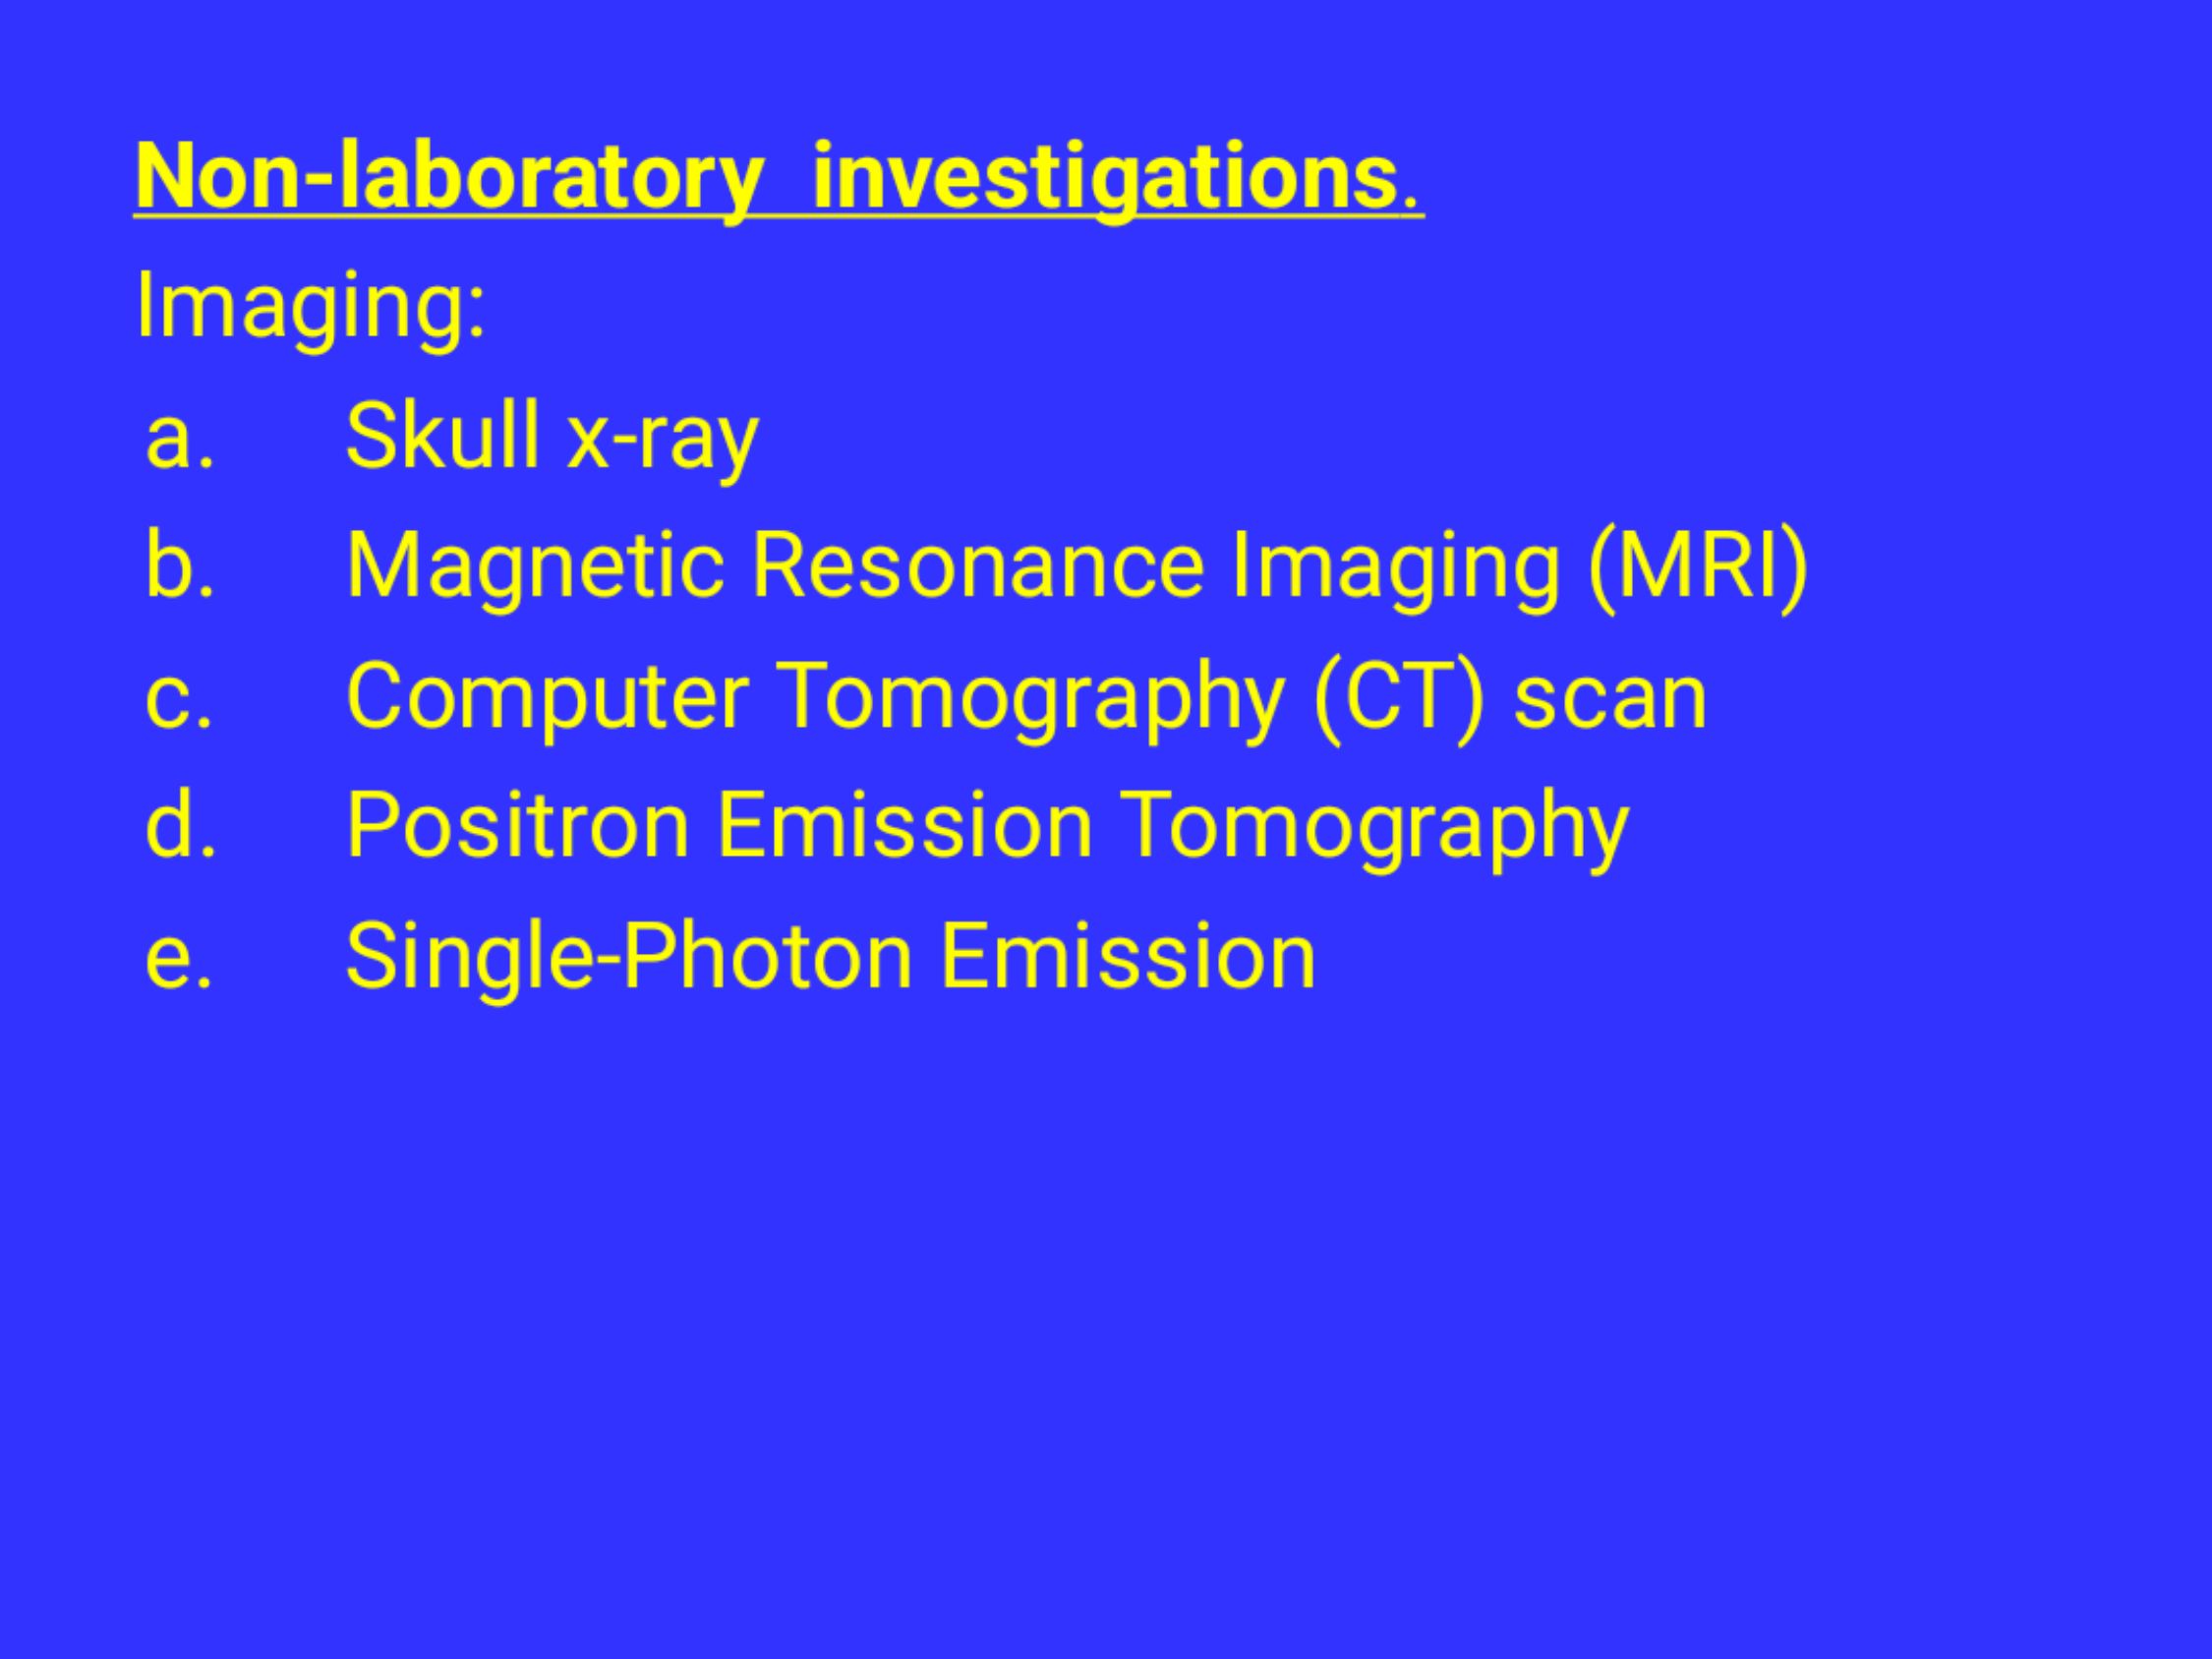 Non-laboratory  investigations.
Imaging:
a. Skull x-ray
b. Magnetic Resonance Imaging (MRI)
c. Computer Tomography (CT) scan
d. Positron Emission Tomography
e. Single-Photon Emission